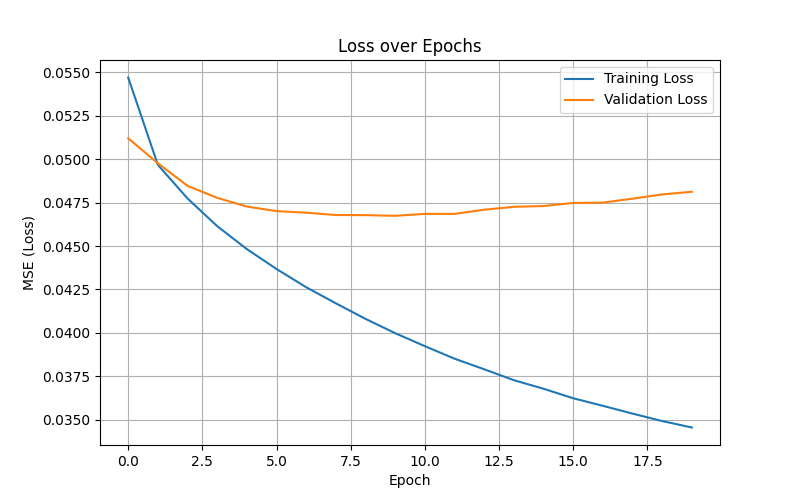 Loss over Epochs
Training Loss
Validation Loss
MSE (Loss)
0.0550
0.0525
0.0500
0.0475
0.0450
0.0425
0.0400
0.0375
0.0350
0.0 2.5 5.0 7.5 10.0 12.5 15.0 17.5
Epoch